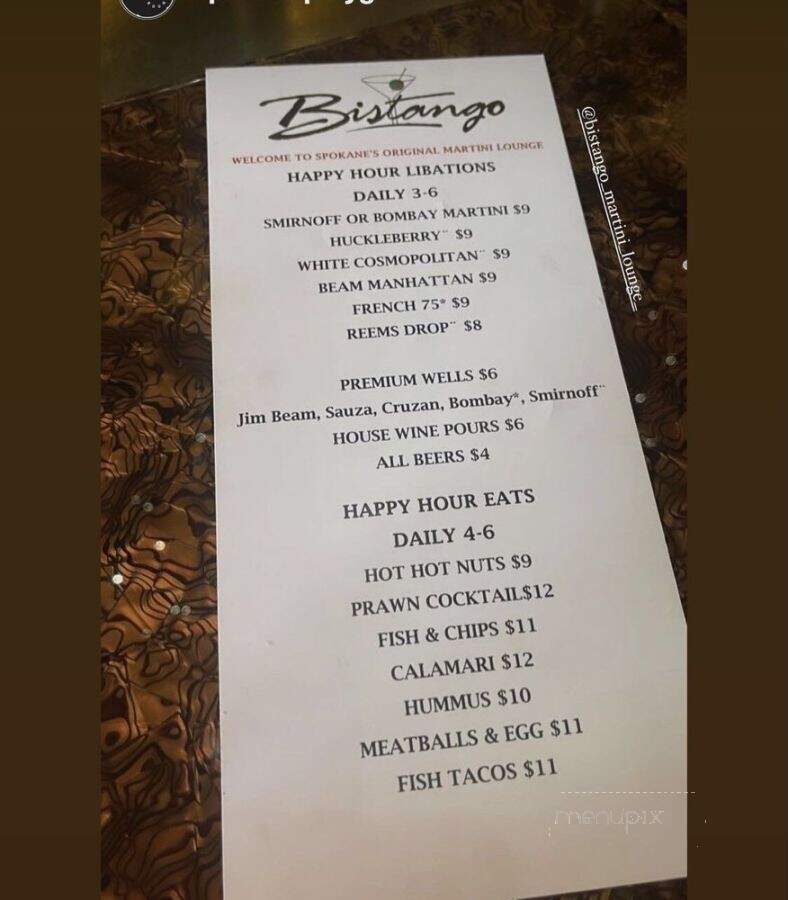 Bistango
WELCOME TO SPOKANE'S ORIGINAL MARTINI LOUNGE
HAPPY HOUR LIBATIONS
DAILY 3-6
SMIRNOFF OR BOMBAY MARTINI $9
HUCKLEBERRY¨ $9
WHITE COSMOPOLITAN¨ $9
BEAM MANHATTAN $9
FRENCH 75* $9
REEMS DROP¨ $8
PREMIUM WELLS $6
Jim Beam, Sauza, Cruzan, Bombay*, Smirnoff¨
HOUSE WINE POURS $6
ALL BEERS $4
HAPPY HOUR EATS
DAILY 4-6
HOT HOT NUTS $9
PRAWN COCKTAIL$12
FISH & CHIPS $11
CALAMARI $12
HUMMUS $10
MEATBALLS & EGG $11
FISH TACOS $11
@bistango_martini_lounge_
menupix